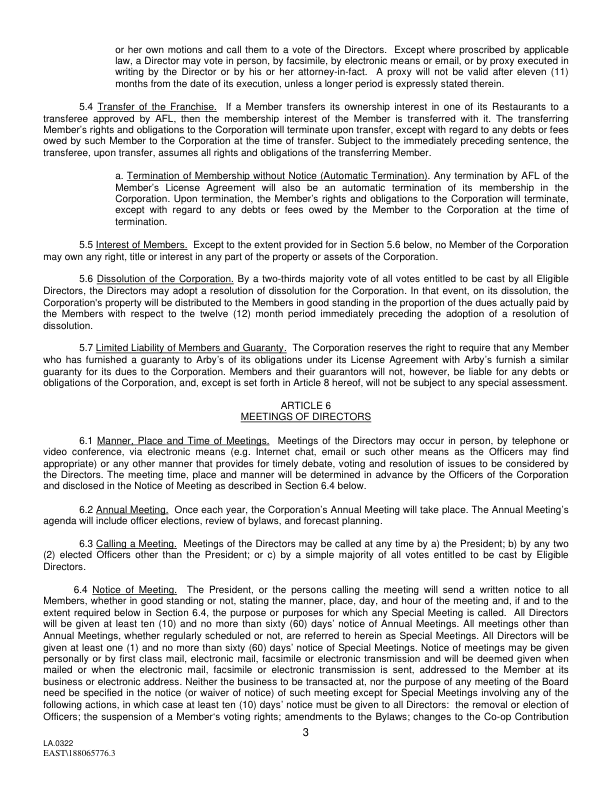 or her own motions and call them to a vote of the Directors. Except where proscribed by applicable
law, a Director may vote in person, by facsimile, by electronic means or email, or by proxy executed in
writing by the Director or by his or her attorney-in-fact. A proxy will not be valid after eleven (11)
months from the date of its execution, unless a longer period is expressly stated therein.
5.4 Transfer of the Franchise. If a Member transfers its ownership interest in one of its Restaurants to a
transferee approved by AFL, then the membership interest of the Member is transferred with it. The transferring
Member's rights and obligations to the Corporation will terminate upon transfer, except with regard to any debts or fees
owed by such Member to the Corporation at the time of transfer. Subject to the immediately preceding sentence, the
transferee, upon transfer, assumes all rights and obligations of the transferring Member.
a. Termination of Membership without Notice (Automatic Termination). Any termination by AFL of the
Member's License Agreement will also be an automatic termination of its membership in the
Corporation. Upon termination, the Member's rights and obligations to the Corporation will terminate,
except with regard to any debts or fees owed by the Member to the Corporation at the time of
termination.
5.5 Interest of Members. Except to the extent provided for in Section 5.6 below, no Member of the Corporation
may own any right, title or interest in any part of the property or assets of the Corporation.
5.6 Dissolution of the Corporation. By a two-thirds majority vote of all votes entitled to be cast by all Eligible
Directors, the Directors may adopt a resolution of dissolution for the Corporation. In that event, on its dissolution, the
Corporation's property will be distributed to the Members in good standing in the proportion of the dues actually paid by
the Members with respect to the twelve (12) month period immediately preceding the adoption of a resolution of
dissolution.
5.7 Limited Liability of Members and Guaranty. The Corporation reserves the right to require that any Member
who has furnished a guaranty to Arby's of its obligations under its License Agreement with Arby's furnish a similar
guaranty for its dues to the Corporation. Members and their guarantors will not, however, be liable for any debts or
obligations of the Corporation, and, except is set forth in Article 8 hereof, will not be subject to any special assessment.
ARTICLE 6
MEETINGS OF DIRECTORS
6.1 Manner, Place and Time of Meetings. Meetings of the Directors may occur in person, by telephone or
video conference, via electronic means (e.g. Internet chat, email or such other means as the Officers may find
appropriate) or any other manner that provides for timely debate, voting and resolution of issues to be considered by
the Directors. The meeting time, place and manner will be determined in advance by the Officers of the Corporation
and disclosed in the Notice of Meeting as described in Section 6.4 below.
6.2 Annual Meeting. Once each year, the Corporation's Annual Meeting will take place. The Annual Meeting's
agenda will include officer elections, review of bylaws, and forecast planning.
6.3 Calling a Meeting. Meetings of the Directors may be called at any time by a) the President; b) by any two
(2) elected Officers other than the President; or c) by a simple majority of all votes entitled to be cast by Eligible
Directors.
6.4 Notice of Meeting. The President, or the persons calling the meeting will send a written notice to all
Members, whether in good standing or not, stating the manner, place, day, and hour of the meeting and, if and to the
extent required below in Section 6.4, the purpose or purposes for which any Special Meeting is called. All Directors
will be given at least ten (10) and no more than sixty (60) days' notice of Annual Meetings. All meetings other than
Annual Meetings, whether regularly scheduled or not, are referred to herein as Special Meetings. All Directors will be
given at least one (1) and no more than sixty (60) days' notice of Special Meetings. Notice of meetings may be given
personally or by first class mail, electronic mail, facsimile or electronic transmission and will be deemed given when
mailed or when the electronic mail, facsimile or electronic transmission is sent, addressed to the Member at its
business or electronic address. Neither the business to be transacted at, nor the purpose of any meeting of the Board
need be specified in the notice (or waiver of notice) of such meeting except for Special Meetings involving any of the
following actions, in which case at least ten (10) days' notice must be given to all Directors: the removal or election of
Officers; the suspension of a Member's voting rights; amendments to the Bylaws; changes to the Co-op Contribution
3
LA.0322
EAST\188065776.3